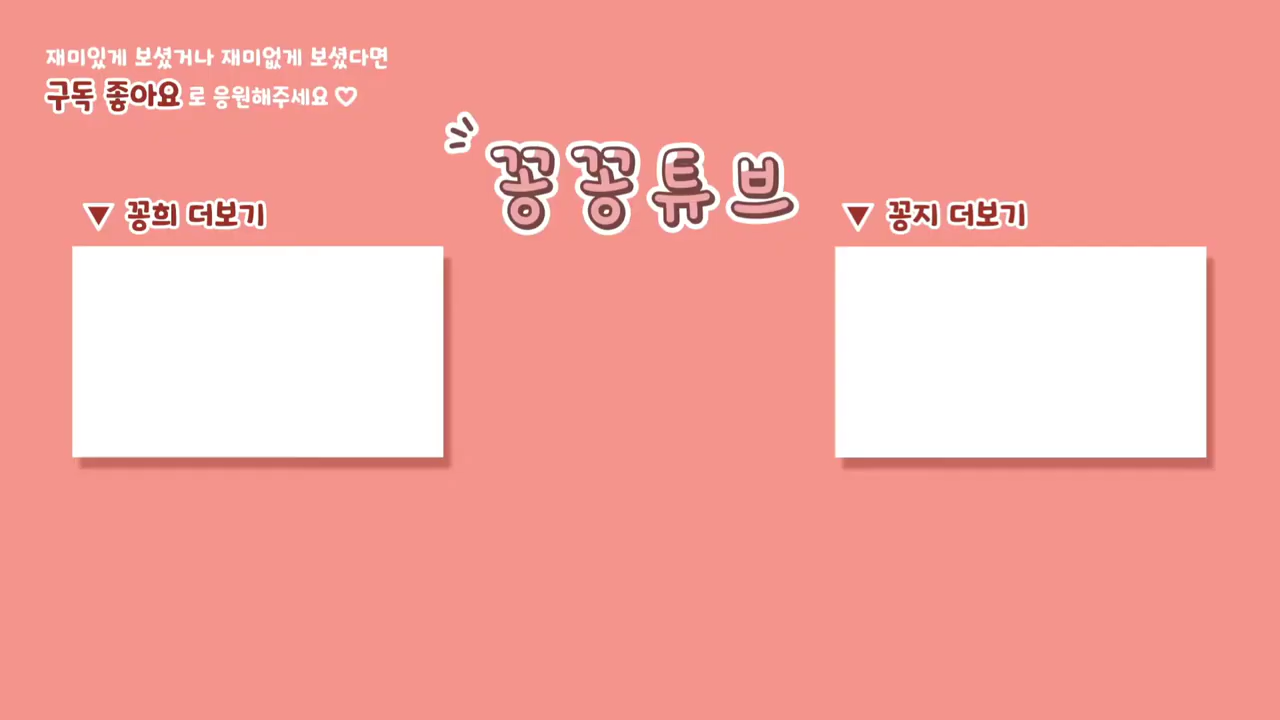 재미있게 보셨거나 재미없게 보셨다면
구독 좋아요 로 응원해주세요 ♡
꽁꽁튜브
▼ 꽁희 더보기
▼ 꽁지 더보기